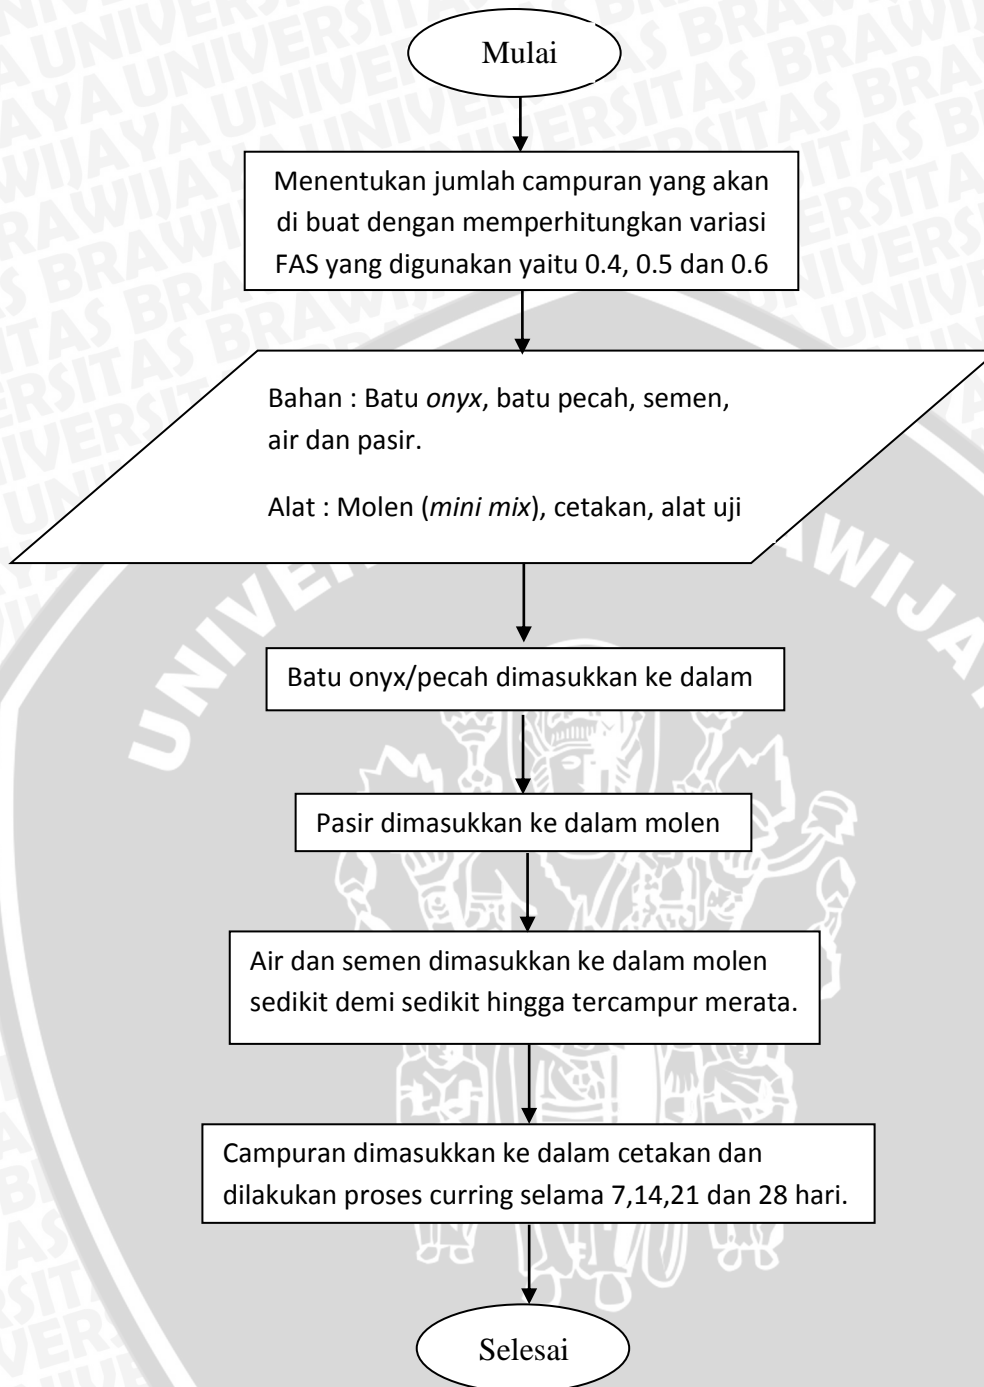 Mulai
Menentukan jumlah campuran yang akan
di buat dengan memperhitungkan variasi
FAS yang digunakan yaitu 0.4, 0.5 dan 0.6
Bahan : Batu onyx, batu pecah, semen,
air dan pasir.
Alat : Molen (mini mix), cetakan, alat uji
Batu onyx/pecah dimasukkan ke dalam
Pasir dimasukkan ke dalam molen
Air dan semen dimasukkan ke dalam molen
sedikit demi sedikit hingga tercampur merata.
Campuran dimasukkan ke dalam cetakan dan
dilakukan proses curring selama 7,14,21 dan 28 hari.
Selesai